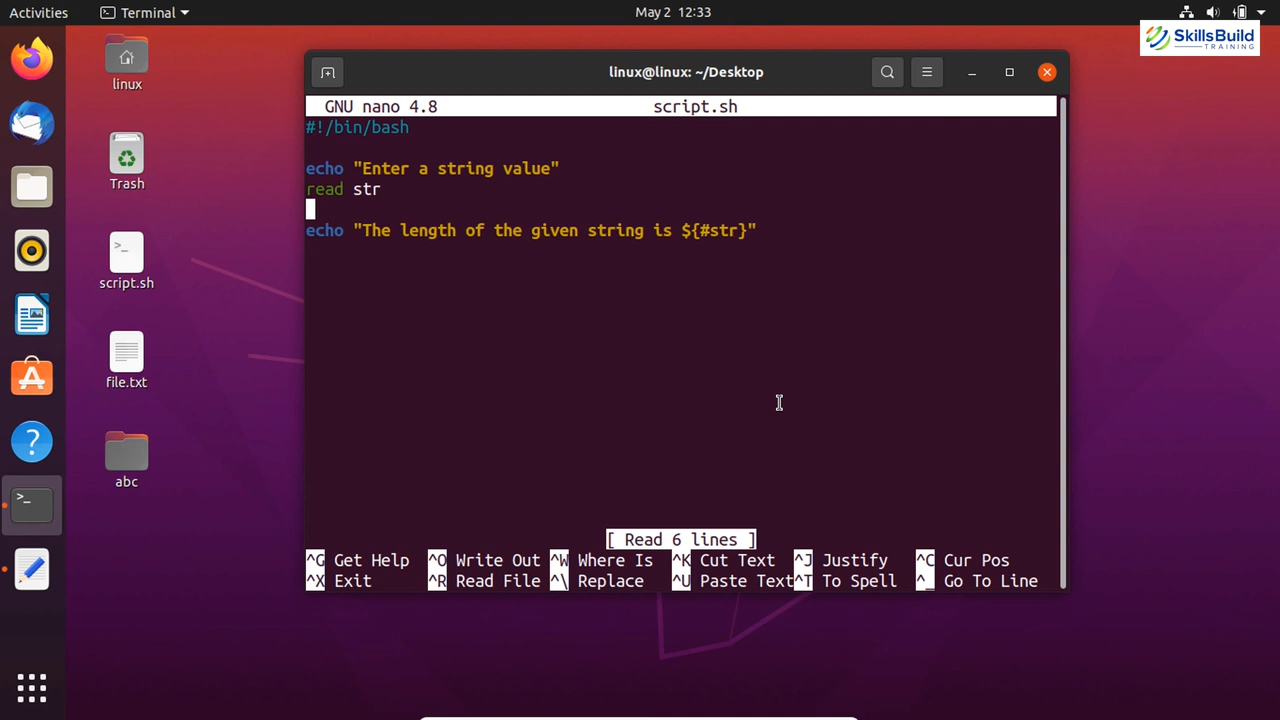 Activities
Terminal
May 2 12:33
SkillsBuild
TRAINING
linux
Trash
script.sh
file.txt
abc
linux@linux: ~/Desktop
GNU nano 4.8 script.sh
#!/bin/bash
echo "Enter a string value"
read str
echo "The length of the given string is ${#str}"
[ Read 6 lines ]
^G Get Help ^O Write Out ^W Where Is ^K Cut Text ^J Justify ^C Cur Pos
^X Exit ^R Read File ^\ Replace ^U Paste Text ^T To Spell ^_ Go To Line